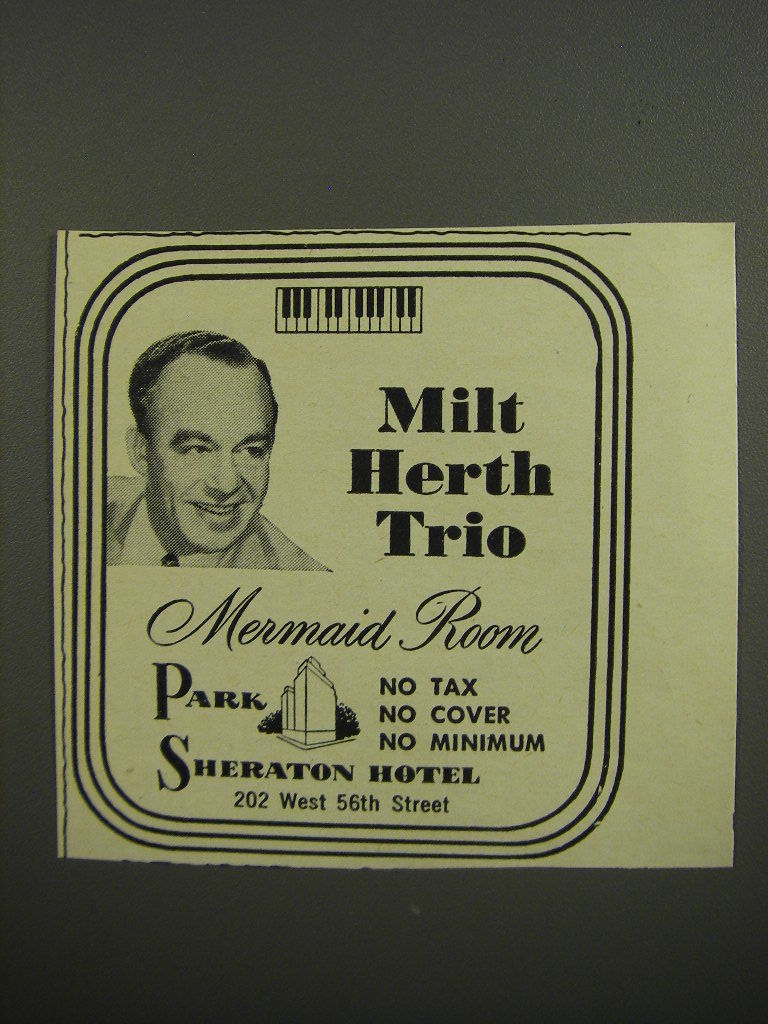 Milt
Herth
Trio
Mermaid Room
PARK
NO TAX
NO COVER
NO MINIMUM
SHERATON HOTEL
202 West 56th Street